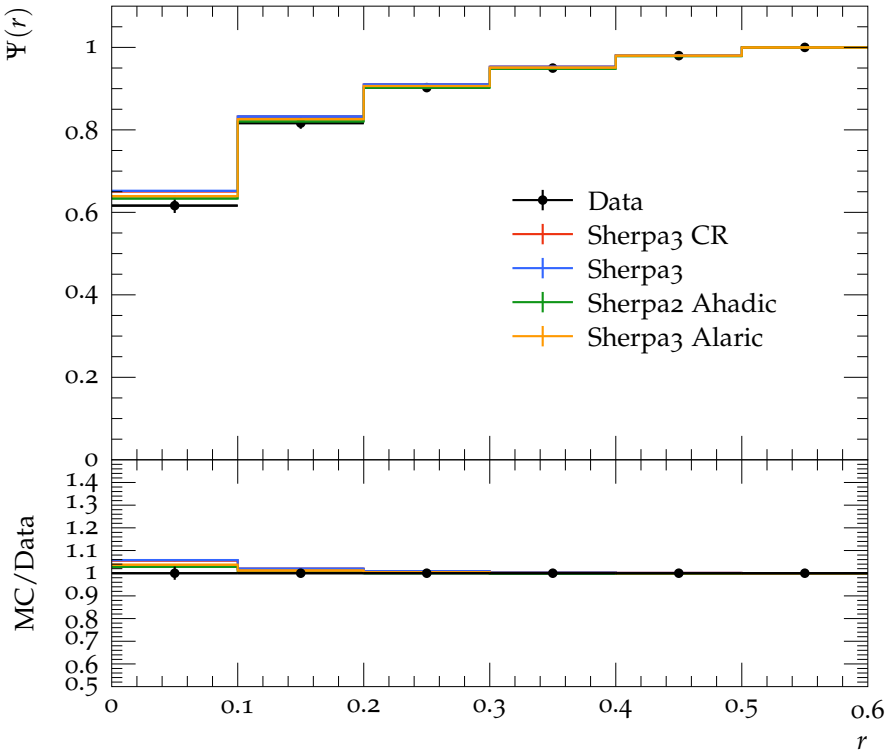 Ψ(r)
1
0.8
0.6
0.4
0.2
0
Data
Sherpa3 CR
Sherpa3
Sherpa2 Ahadic
Sherpa3 Alaric
MC/Data
1.4
1.3
1.2
1.1
1
0.9
0.8
0.7
0.6
0.5
0 0.1 0.2 0.3 0.4 0.5 0.6
r